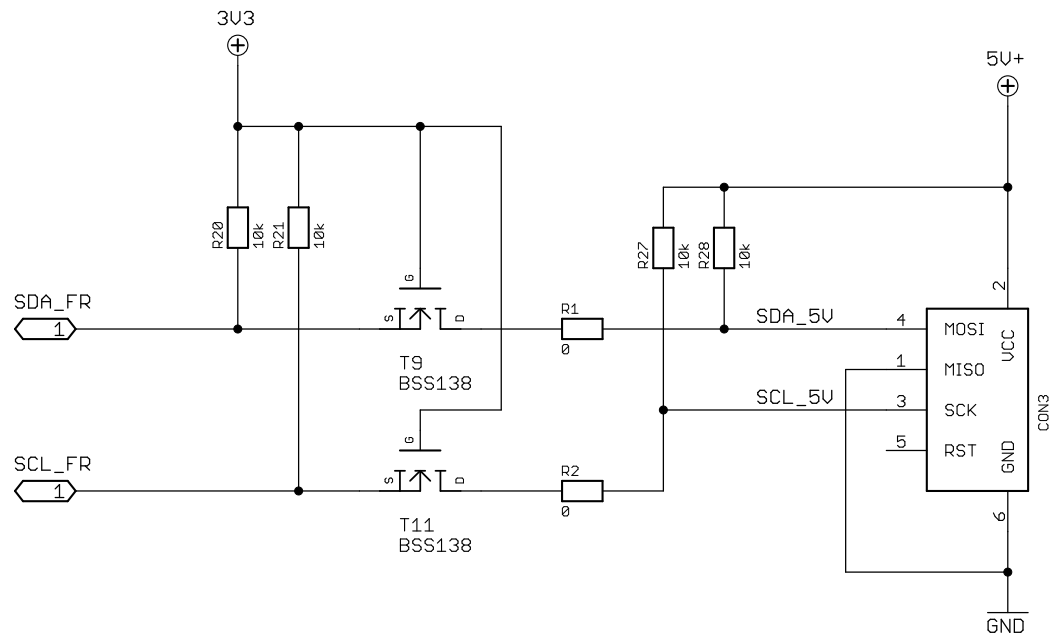 3V3
5V+
R20
10k
R21
10k
R27
10k
R28
10k
G
SDA_FR
1
S
D
R1
0
SDA_5V
T9
BSS138
2
4
MOSI
VCC
1
MISO
SCL_5V
3
SCK
CON3
5
RST
GND
6
G
SCL_FR
1
S
D
R2
0
T11
BSS138
GND